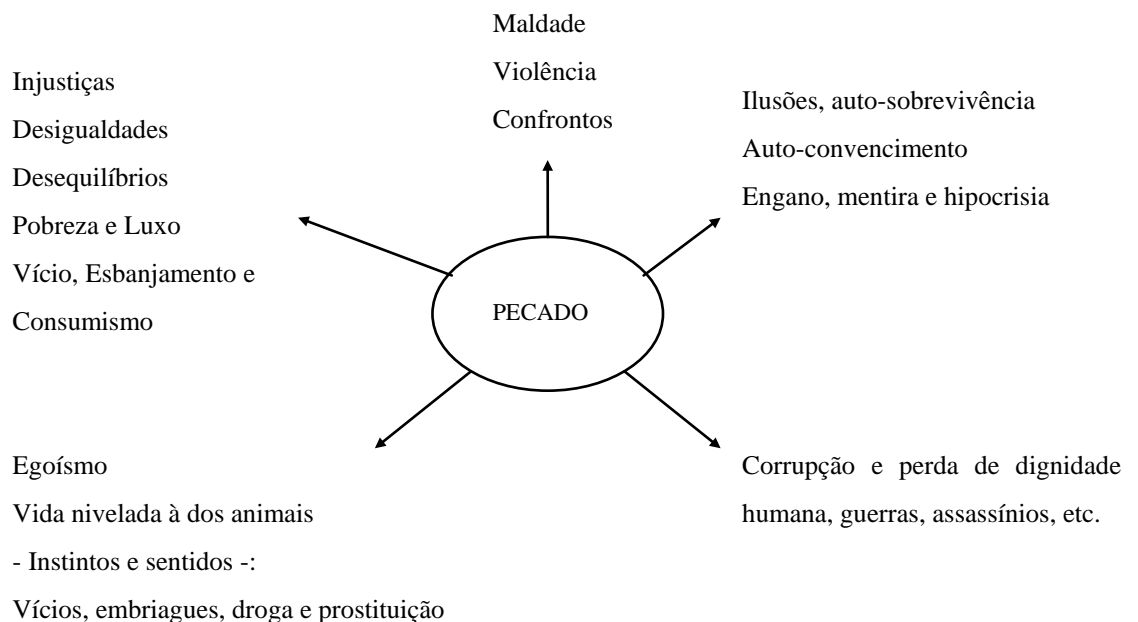 Maldade
Violência
Confrontos
Injustiças
Desigualdades
Desequilíbrios
Pobreza e Luxo
Vício, Esbanjamento e
Consumismo
Ilusões, auto-sobrevivência
Auto-convencimento
Engano, mentira e hipocrisia
PECADO
Egoísmo
Vida nivelada à dos animais
- Instintos e sentidos -:
Vícios, embriagues, droga e prostituição
Corrupção e perda de dignidade
humana, guerras, assassínios, etc.